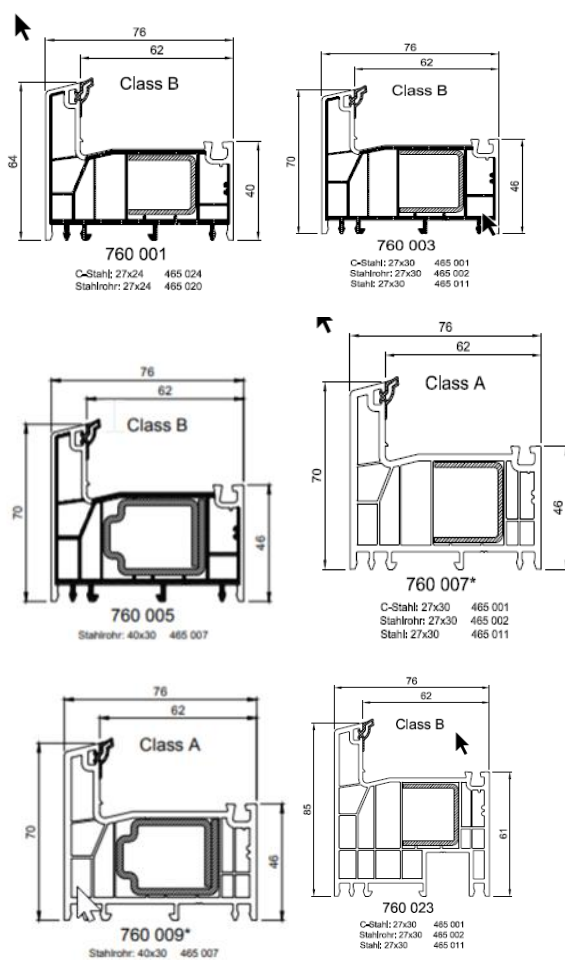 76
62
Class B
64
40
760 001
C-Stahl: 27x24 465 024
Stahlrohr: 27x24 465 020
76
62
Class B
70
46
760 003
C-Stahl: 27x30 465 001
Stahlrohr: 27x30 465 002
Stahl: 27x30 465 011
76
62
Class B
70
46
760 005
Stahlrohr: 40x30 465 007
76
62
Class A
70
46
760 007*
C-Stahl: 27x30 465 001
Stahlrohr: 27x30 465 002
Stahl: 27x30 465 011
76
62
Class A
70
46
760 009*
Stahlrohr: 40x30 465 007
76
62
Class B
85
61
760 023
C-Stahl: 27x30 465 001
Stahlrohr: 27x30 465 002
Stahl: 27x30 465 011